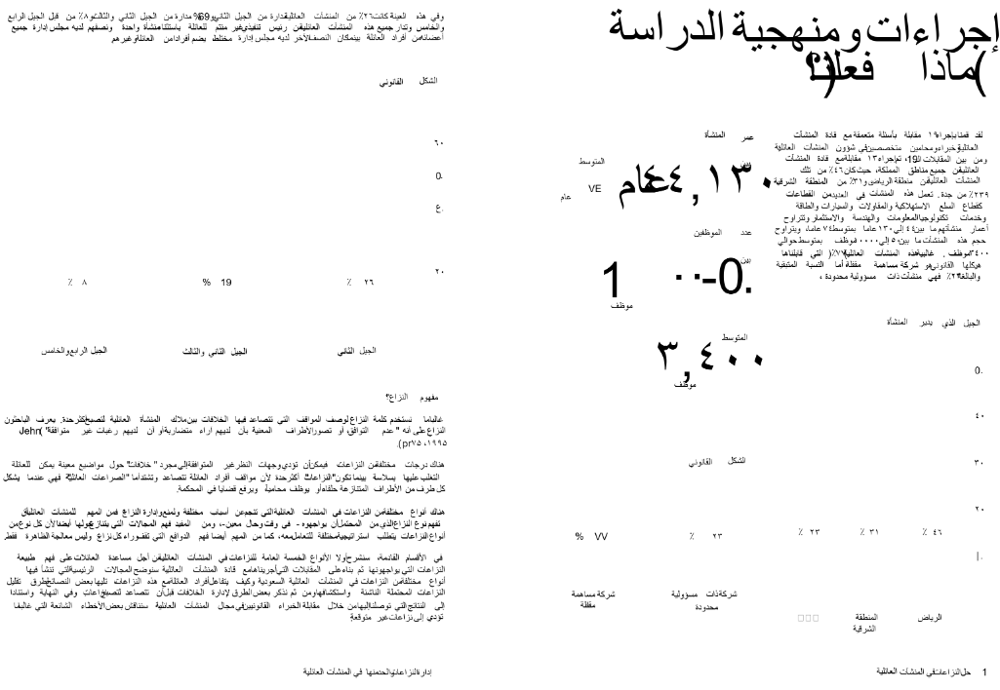 إجراءات ومنهجية الدراسة
(ماذا فعلنا؟)
لقد قمنا بإجراء ١٩ مقابلة بأسئلة متعمقة مع قادة المنشآت
العائلية وخبراء ومحامين متخصصين في شؤون المنشآت العائلية
ومن بين المقابلات الـ19، تم إجراء ١٣ مقابلة مع قادة المنشآت
العائلية من جميع مناطق المملكة، حيث كان ٤٦٪ من تلك
المنشآت العائلية من منطقة الرياض و٣١٪ من المنطقة الشرقية
و٢٣٪ من جدة. تعمل هذه المنشآت في العديد من القطاعات
كقطاع السلع الاستهلاكية والمقاولات والسيارات والطاقة
وخدمات تكنولوجيا المعلومات والهندسة والاستثمار وتتراوح
أعمار منشآتهم ما بين ٤٤ إلى ١٣٠ عاما بمتوسط ٧٤ عاما، ويتراوح
حجم هذه المنشآت ما بين
موظف بمتوسط حوالي
٣٤٠٠ موظف . غالبية هذه المنشآت العائلية (٧٧٪) التي قابلناها
هيكلها القانوني هو شركة مساهمة مقفلة أما النسبة المتبقية
والبالغة ٢٣٪ فهي منشآت ذات مسؤولية محدودة ،
عمر المنشأة
بين
٤٤,١٣٠ عام
المتوسط
VE
عام
عدد الموظفين
بين
1 ٠٠-0.
موظف
المتوسط
٣,٤٠٠
موظف
الشكل القانوني
٢٣ ٪
VV %
شركة ذات مسؤولية محدودة
شركة مساهمة مقفلة
الجيل الذي يدير المنشأة
0.
٤٠
٣٠
٢٠
ا.
٤٦ ٪
٣١ ٪
٢٣ ٪
الرياض
المنطقة الشرقية
1 حل النزاعات في المنشآت العائلية
وفي هذه العينة كانت ٢٦٪ من المنشآت العائلية مدارة من الجيل الثاني و69% مدارة من الجيل الثاني والثالث و٨٪ من قبل الجيل الرابع
والخامس وتدار جميع هذه المنشآت العائلية من رئيس تنفيذي غير منتم للعائلة باستثناء منشأة واحدة ونصفهم لديه مجلس إدارة جميع
أعضائه من أفراد العائلة بينما كان النصف الآخر لديه مجلس إدارة مختلط يضم أفرادا من العائلة وغيرهم
الشكل القانوني
٦٠
0.
.ع
٢٠
٢٦ ٪
19 %
٨ ٪
الجيل الثاني
الجيل الثاني والثالث
الجيل الرابع والخامس
مفهوم النزاع؟
غالبا ما نستخدم كلمة النزاع لوصف المواقف التي تتصاعد فيها الخلافات بين ملاك المنشأة العائلية لتصبح أكثر حدة. يعرف الباحثون
النزاع على أنه "عدم التوافق، أو تصور الأطراف المعنية بأن لديهم آراء متضاربة أو أن لديهم رغبات غير متوافقة" (Jehn
١٩٩٥، pr٧٥).
هناك درجات مختلفة من النزاعات فيمكن أن تؤدي وجهات النظر غير المتوافقة إلى مجرد "خلافات" حول مواضيع معينة يمكن للعائلة
التغلب عليها بسلاسة بينما تكون "النزاعات" أكثر حدة لأن مواقف أفراد العائلة تتصاعد وتشتد أما "الصراعات العائلية" فهي عندما يشكل
كل طرف من الأطراف المتنازعة حلفاء أو يوظف محامية ويرفع قضايا في المحكمة.
هناك أنواع مختلفة من النزاعات في المنشآت العائلية التي تنجم عن أسباب مختلفة ولمنع وإدارة النزاع فمن المهم للمنشآت العائلية أن
تفهم نوع النزاع الذي من المحتمل أن يواجهوه - في وقت وحال معين-، ومن المفيد فهم المجالات التي يتنازع حولها وأيضا لأن كل نوع من
أنواع النزاعات يتطلب استراتيجية مختلفة للتعامل معه، كما من المهم أيضا فهم الدوافع التي تقف وراء كل نزاع وليس معالجة الظاهرة فقط
في الأقسام القادمة، سنشرح أولا الأنواع الخمسة العامة للنزاعات في المنشآت العائلية من أجل مساعدة العائلات على فهم طبيعة
النزاعات التي يواجهونها ثم بناء على المقابلات التي أجريناها مع قادة المنشآت العائلية سنوضح المجالات الرئيسية التي تنشأ فيها
أنواع مختلفة من النزاعات في المنشآت العائلية السعودية وكيف يتفاعل أفراد العائلة مع هذه النزاعات تليها بعض النصائح لطرق تقليل
النزاعات المحتملة الناشئة واستكشافها ومن ثم نذكر بعض الطرق لإدارة الخلافات قبل أن تتصاعد لتصبح نزاعات وفي النهاية واستنادا
إلى النتائج التي توصلنا إليها من خلال مقابلة الخبراء القانونيين في مجال المنشآت العائلية سنناقش بعض الأخطاء الشائعة التي غالبا ما
تؤدي إلى نزاعات غير متوقعة
إدارة النزاعات في المنشآت العائلية